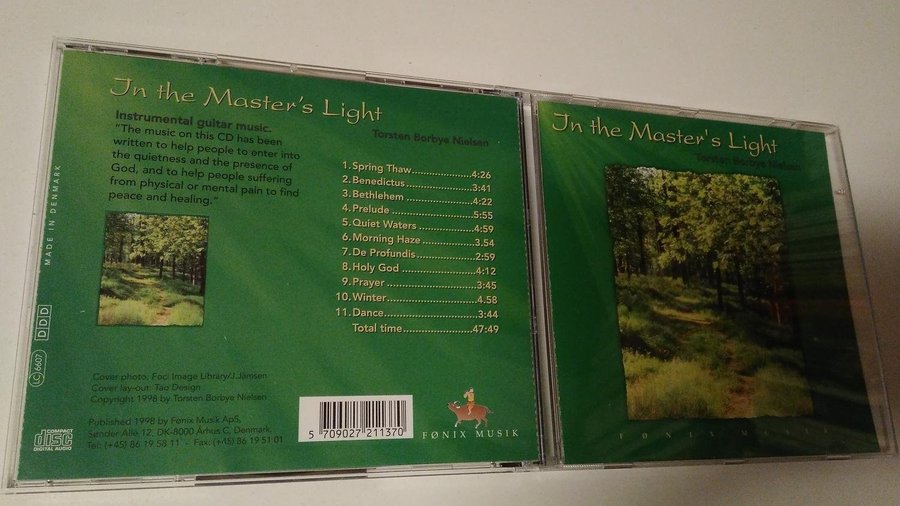 In the Master's Light
Instrumental guitar music.
Torsten Borbye Nielsen
"The music on this CD has been
written to help people to enter into
the quietness and the presence of
God, and to help people suffering
from physical or mental pain to find
peace and healing."
1. Spring Thaw......................4:26
2. Benedictus.......................3:41
3. Bethlehem .......................4:22
4. Prelude ..........................5:55
5. Quiet Waters ...................4:59
6. Morning Haze ..................3.54
7. De Profundis....................2:59
8. Holy God ........................4:12
9. Prayer............................3:45
10. Winter...........................4.58
11. Dance............................3:44
Total time.......................47:49
MADE IN DENMARK
DDD
LC 6607
Cover photo: Foci Image Library/J.Jämsen
Cover lay-out: Tao Design
Copyright 1998 by Torsten Borbye Nielsen
Published 1998 by Fønix Musik ApS,
Sønder Alle 12, DK-8000 Århus C, Denmark
Tel: (+45) 86 19 58 11 - Fax: (+45) 86 19 51 01
COMPACT
disc
DIGITAL AUDIO
5 709027 211370
FØNIX MUSIK
In the Master's Light
Torsten Borbye
FØNIX